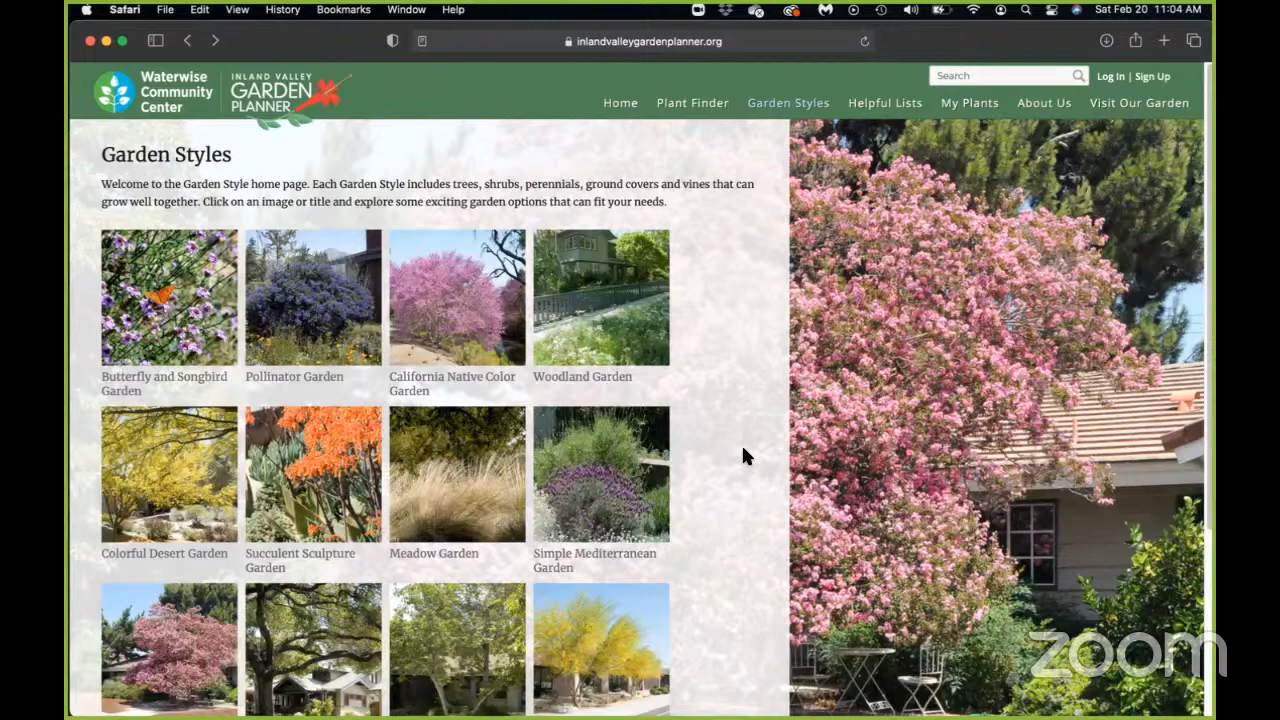 Safari File Edit View History Bookmarks Window Help Sat Feb 20 11:04 AM
inlandvalleygardenplanner.org
Waterwise
Community
Center
INLAND VALLEY
GARDEN
PLANNER
Search Log In | Sign Up
Home Plant Finder Garden Styles Helpful Lists My Plants About Us Visit Our Garden
Garden Styles
Welcome to the Garden Style home page. Each Garden Style includes trees, shrubs, perennials, ground covers and vines that can
grow well together. Click on an image or title and explore some exciting garden options that can fit your needs.
Butterfly and Songbird
Garden
Pollinator Garden
California Native Color
Garden
Woodland Garden
Colorful Desert Garden
Succulent Sculpture
Garden
Meadow Garden
Simple Mediterranean
Garden
zoom